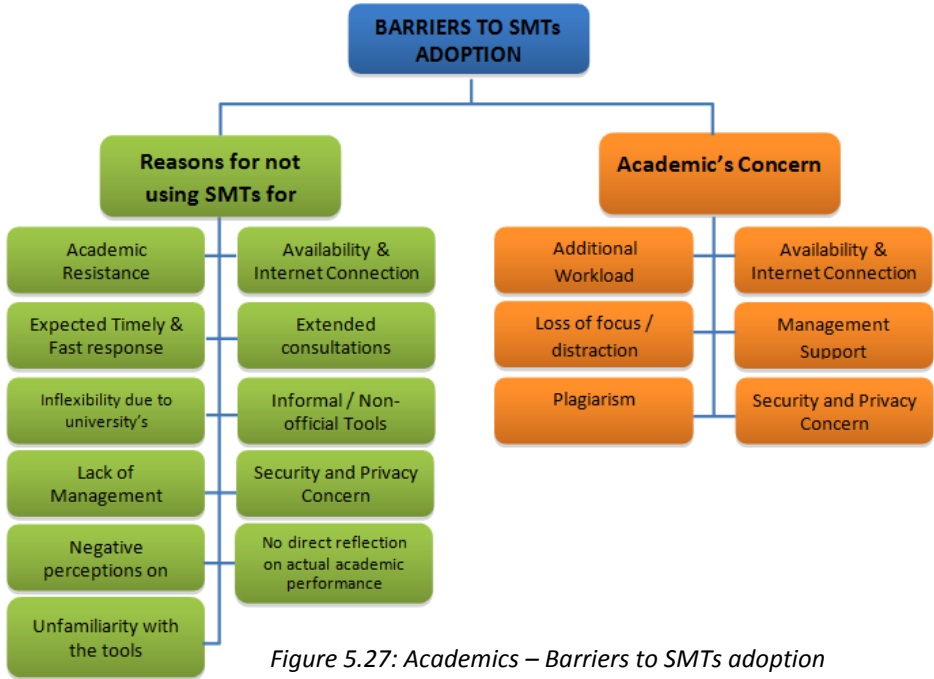 BARRIERS TO SMTs
ADOPTION
Reasons for not
using SMTs for
Academic
Resistance
Availability &
Internet Connection
Expected Timely &
Fast response
Extended
consultations
Inflexibility due to
university's
Informal / Non-
official Tools
Lack of
Management
Security and Privacy
Concern
Negative
perceptions on
No direct reflection
on actual academic
performance
Unfamiliarity with
the tools
Academic’s Concern
Additional
Workload
Availability &
Internet Connection
Loss of focus /
distraction
Management
Support
Plagiarism
Security and Privacy
Concern
Figure 5.27: Academics – Barriers to SMTs adoption